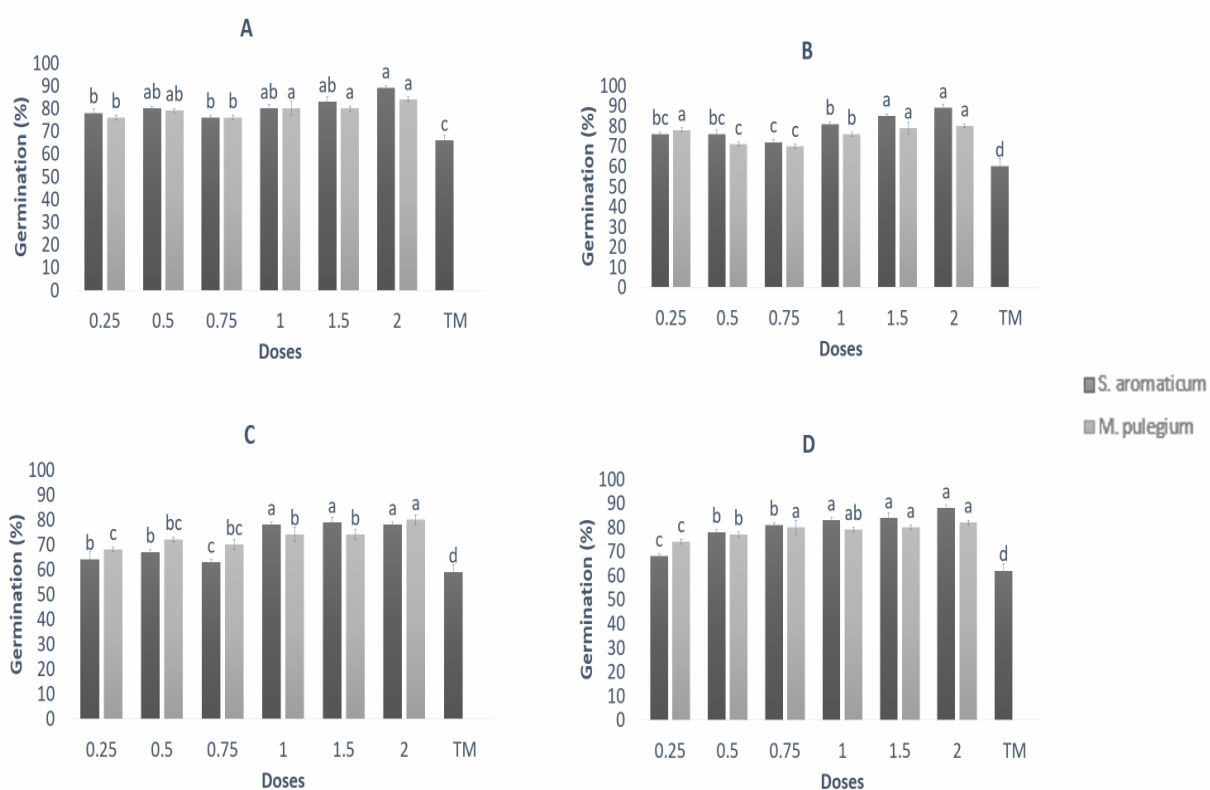 A
Germination (%)
100
90
80
70
60
50
40
30
20
10
0
b b ab ab b b ab a ab a a a c
0.25 0.5 0.75 1 1.5 2 TM
Doses
B
Germination (%)
100
90
80
70
60
50
40
30
20
10
0
bc a bc c c c b b a a a a d
0.25 0.5 0.75 1 1.5 2 TM
Doses
S. aromaticum
M. pulegium
C
Germination (%)
100
90
80
70
60
50
40
30
20
10
0
b c b bc c bc a b a b a a d
0.25 0.5 0.75 1 1.5 2 TM
Doses
D
Germination (%)
100
90
80
70
60
50
40
30
20
10
0
c c b b b a a ab a a a a d
0.25 0.5 0.75 1 1.5 2 TM
Doses